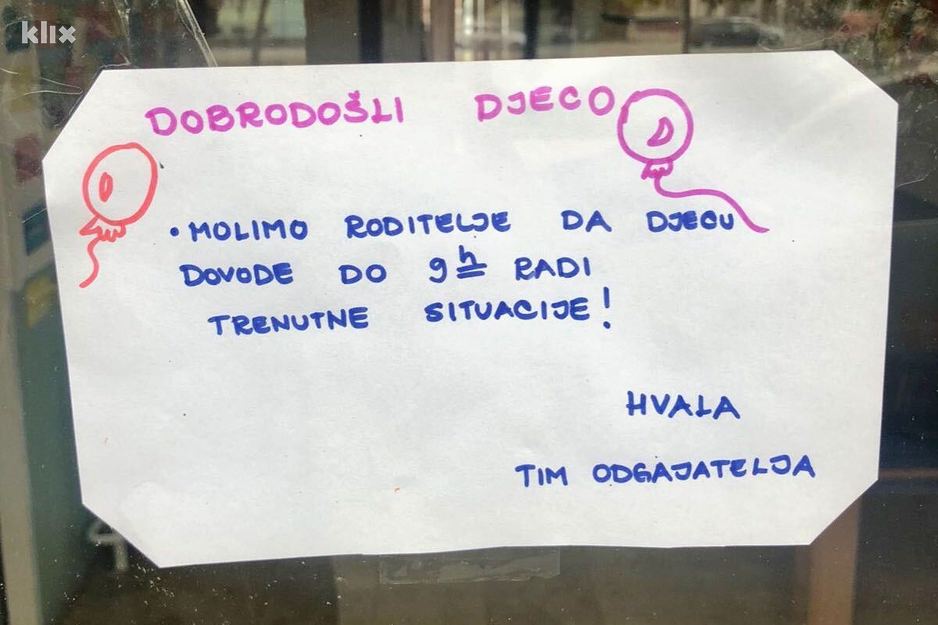 klix
DOBRODOŠLI DJECO
• MOLIMO RODITELJE DA DJECU
DOVODE DO 9h RADI
TRENUTNE SITUACIJE!
HVALA
TIM ODGAJATELJA